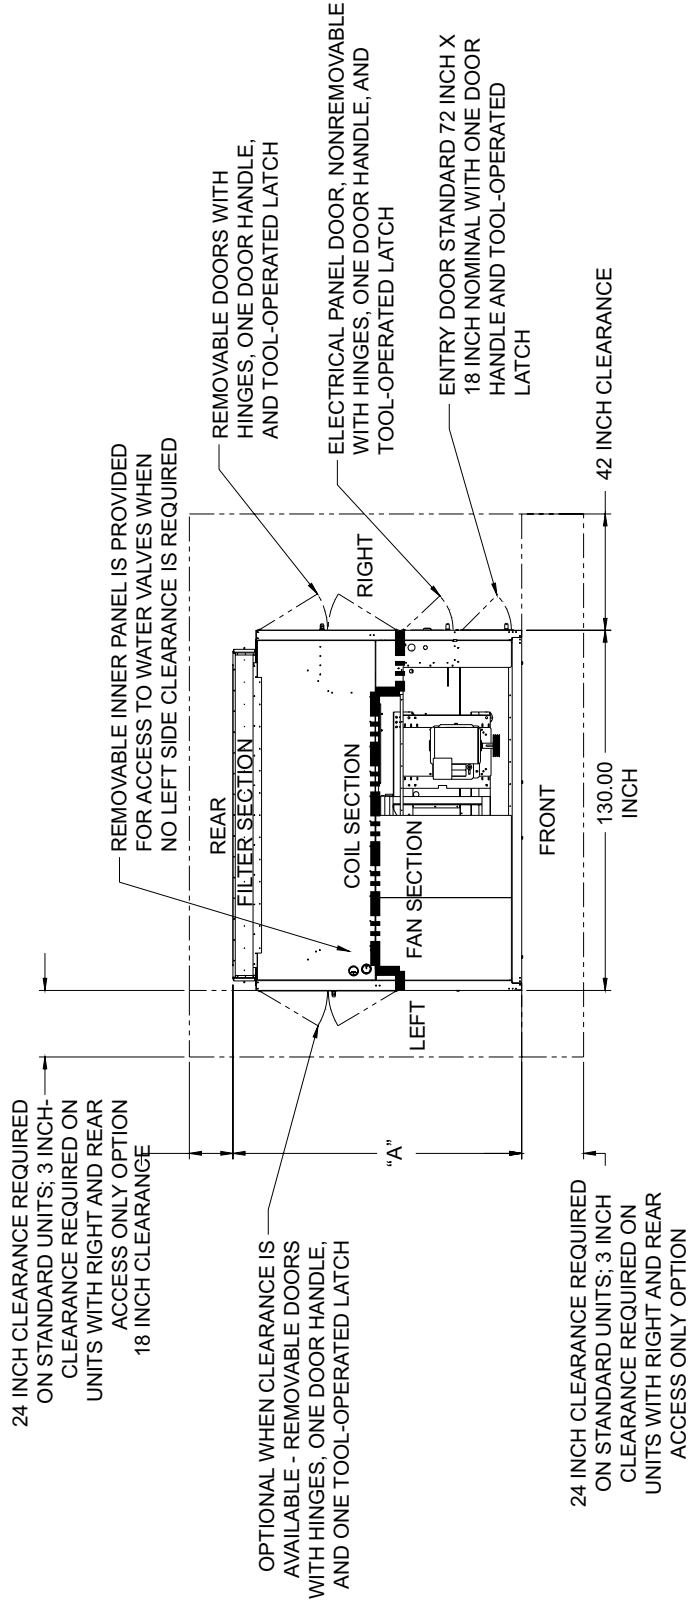 24 INCH CLEARANCE REQUIRED
ON STANDARD UNITS; 3 INCH-
CLEARANCE REQUIRED ON
UNITS WITH RIGHT AND REAR
ACCESS ONLY OPTION
18 INCH CLEARANCE
REMOVABLE INNER PANEL IS PROVIDED
FOR ACCESS TO WATER VALVES WHEN
NO LEFT SIDE CLEARANCE IS REQUIRED
REMOVABLE DOORS WITH
HINGES, ONE DOOR HANDLE,
AND TOOL-OPERATED LATCH
ELECTRICAL PANEL DOOR, NONREMOVABLE
WITH HINGES, ONE DOOR HANDLE, AND
TOOL-OPERATED LATCH
ENTRY DOOR STANDARD 72 INCH X
18 INCH NOMINAL WITH ONE DOOR
HANDLE AND TOOL-OPERATED
LATCH
OPTIONAL WHEN CLEARANCE IS
AVAILABLE - REMOVABLE DOORS
WITH HINGES, ONE DOOR HANDLE,
AND ONE TOOL-OPERATED LATCH
REAR
FILTER SECTION
COIL SECTION
RIGHT
LEFT
FAN SECTION
“A”
FRONT
130.00
INCH
42 INCH CLEARANCE
24 INCH CLEARANCE REQUIRED
ON STANDARD UNITS; 3 INCH
CLEARANCE REQUIRED ON
UNITS WITH RIGHT AND REAR
ACCESS ONLY OPTION